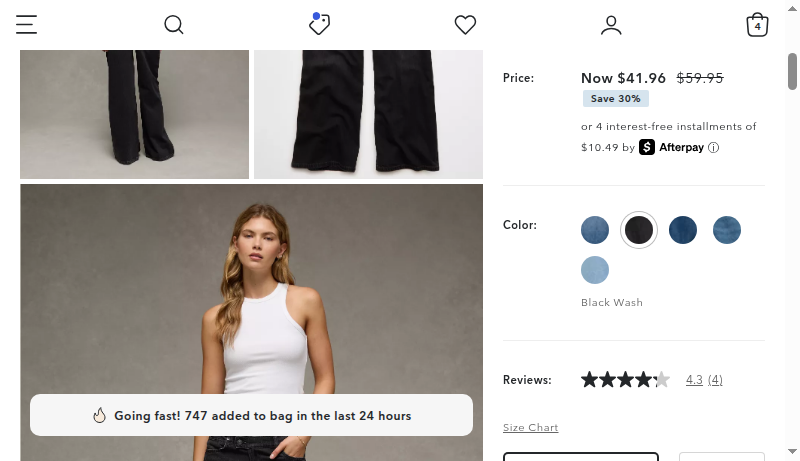 4
Price:
Now $41.96 $59.95
Save 30%
or 4 interest-free installments of
$10.49 by Afterpay ⓘ
Color:
Black Wash
Reviews:
4.3 (4)
Size Chart
Going fast! 747 added to bag in the last 24 hours